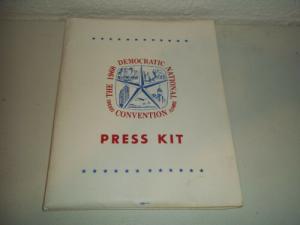 THE 1968 DEMOCRATIC NATIONAL
CONVENTION
PRESS KIT